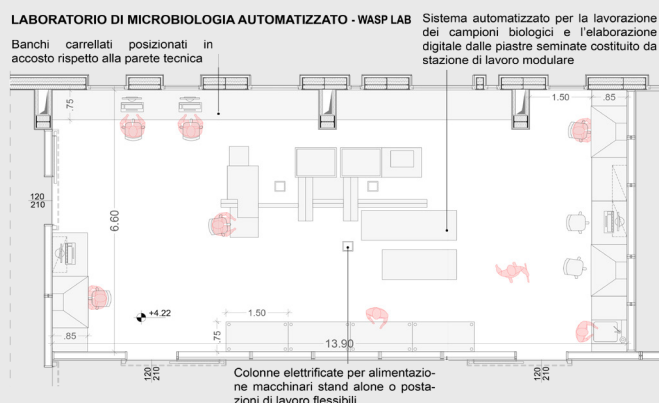 LABORATORIO DI MICROBIOLOGIA AUTOMATIZZATO - WASP LAB
Banchi carrellati posizionati in
accosto rispetto alla parete tecnica
Sistema automatizzato per la lavorazione
dei campioni biologici e l'elaborazione
digitale dalle piastre seminate costituito da
stazione di lavoro modulare
.75
1.50
.85
120
210
6.60
+4.22
1.50
.85
.75
13.90
120
210
120
210
Colonne elettrificate per alimentazio-
ne macchinari stand alone o posta-
zioni di lavoro flessibili